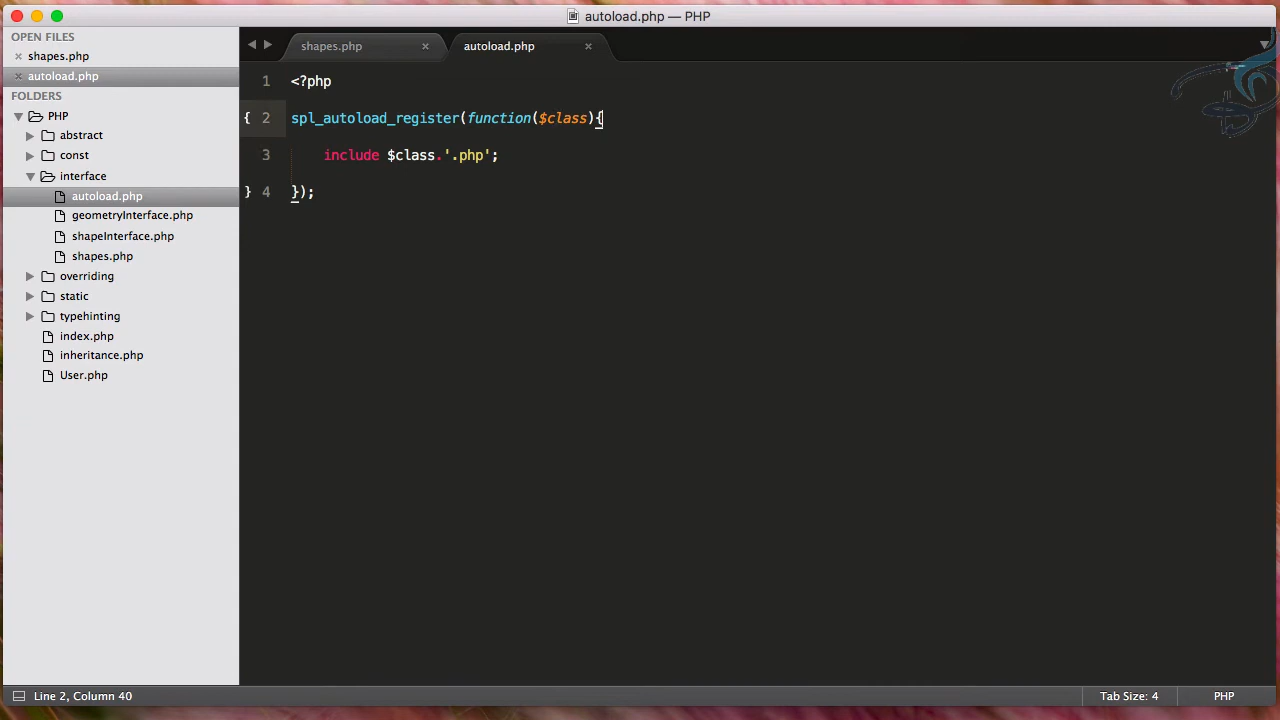 autoload.php — PHP
OPEN FILES
shapes.php
autoload.php
FOLDERS
PHP
abstract
const
interface
autoload.php
geometryInterface.php
shapeInterface.php
shapes.php
overriding
static
typehinting
index.php
inheritance.php
User.php
shapes.php
autoload.php
1 <?php
{ 2 spl_autoload_register(function($class){
3 include $class.'.php';
} 4 });
Line 2, Column 40
Tab Size: 4
PHP